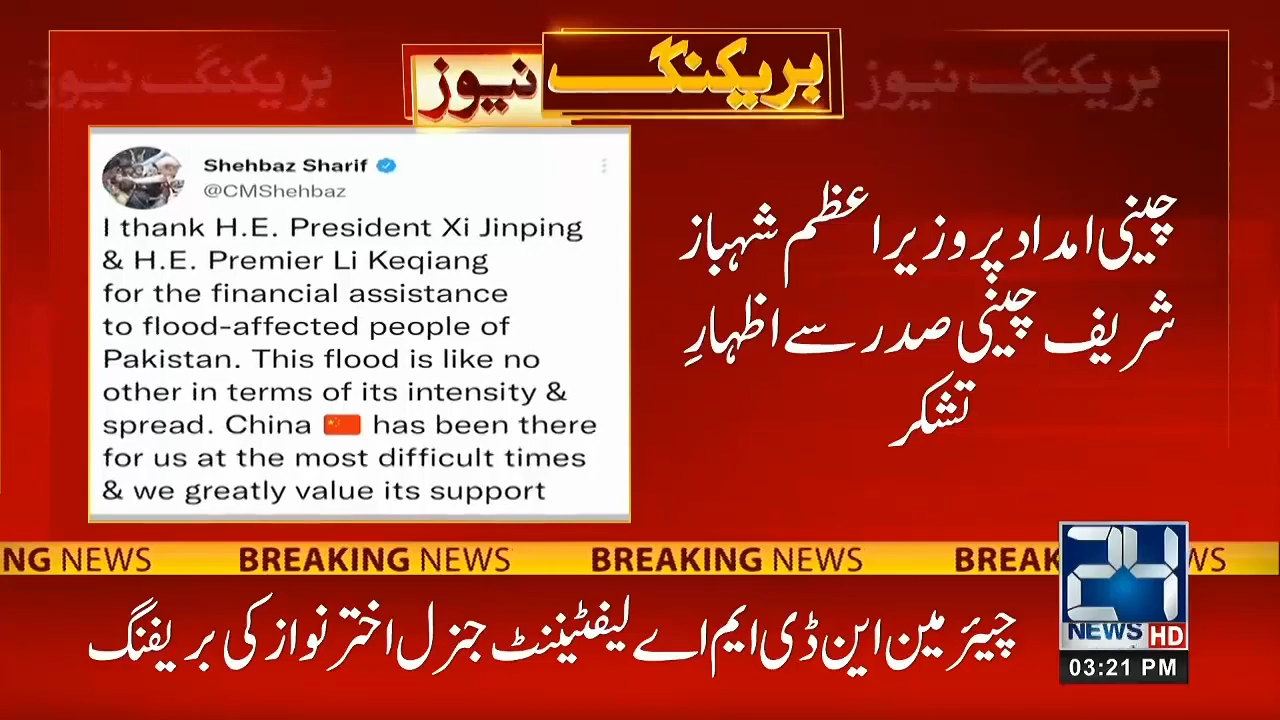 بریکنگ نیوز
بریکنگ نیوز
بریکنگ نیوز
Shehbaz Sharif
@CMShehbaz
I thank H.E. President Xi Jinping
& H.E. Premier Li Keqiang
for the financial assistance
to flood-affected people of
Pakistan. This flood is like no
other in terms of its intensity &
spread. China 🇨🇳 has been there
for us at the most difficult times
& we greatly value its support
چینی امداد پر وزیراعظم شہباز
شریف چینی صدر سے اظہارِ
تشکر
NG NEWS BREAKING NEWS BREAKING NEWS BREAK WS
چیئرمین این ڈی ایم اے لیفٹیننٹ جنرل اختر نواز کی بریفنگ
24
NEWS HD
03:21 PM